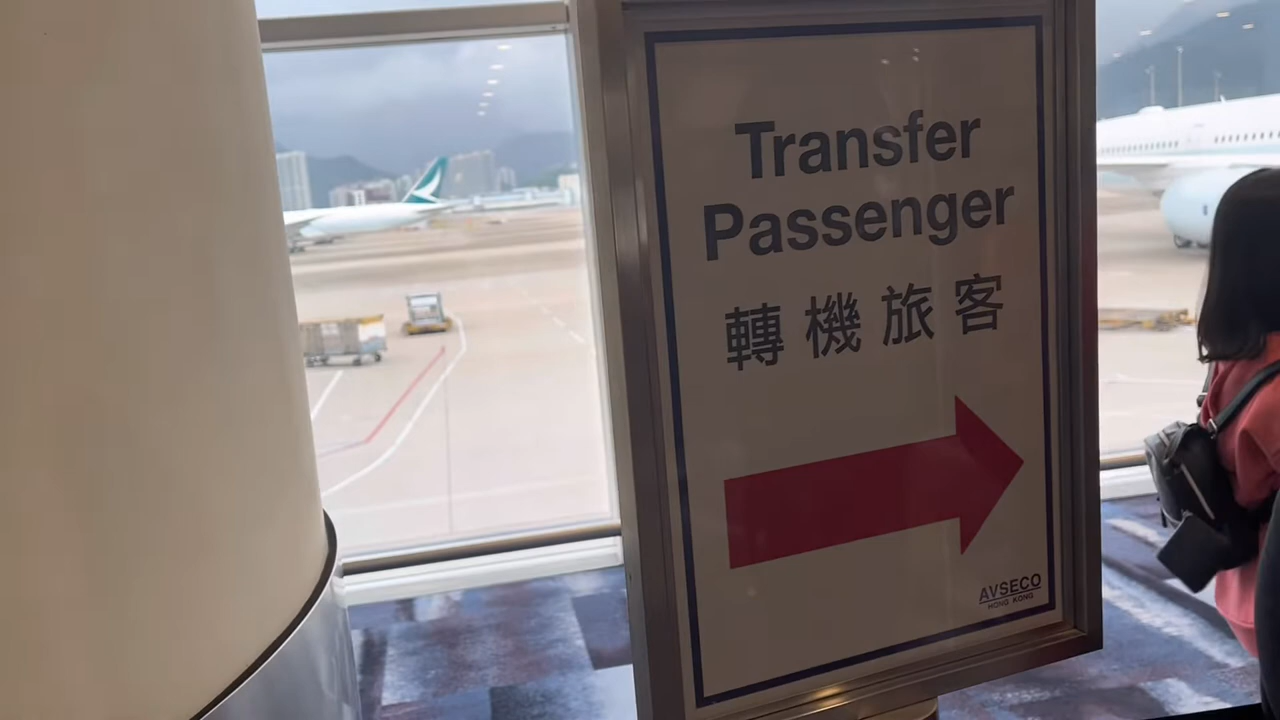 Transfer
Passenger
轉機旅客
AVSECO
HONG KONG